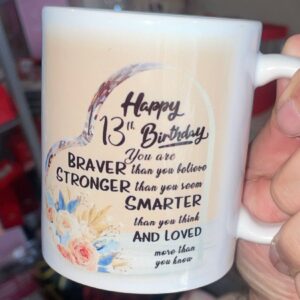 Happy
13th Birthday
You are
BRAVER than you believe
STRONGER than you seem
SMARTER
than you think
AND LOVED
more than
you know